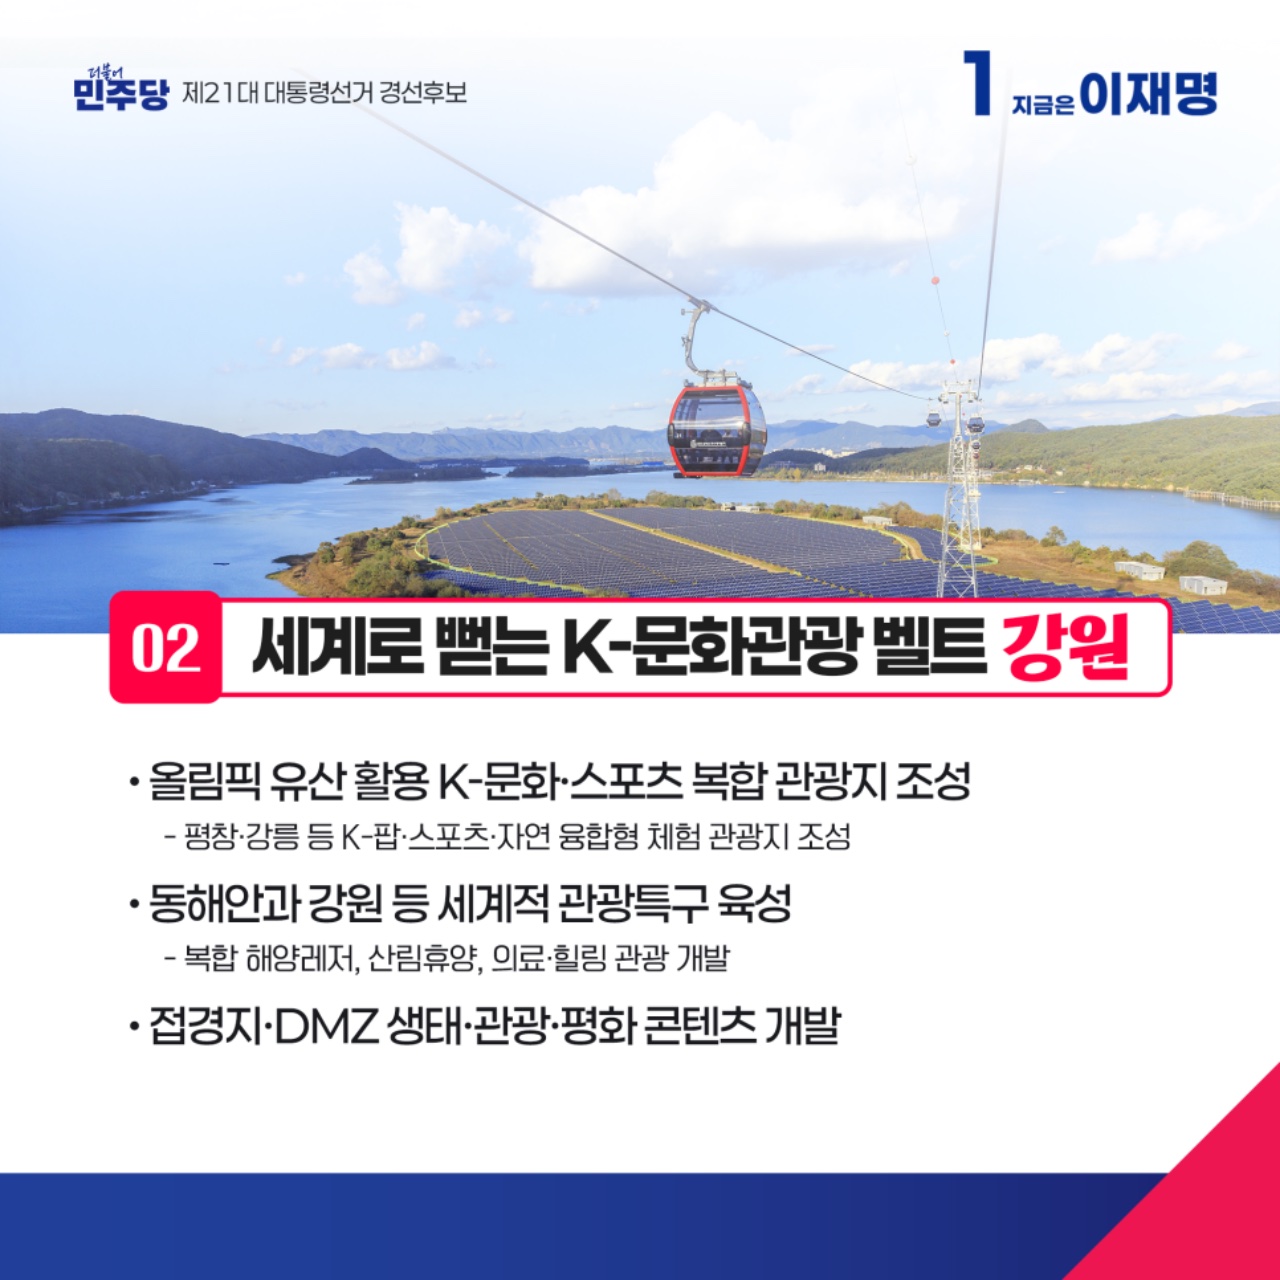 더불어
민주당 제21대 대통령선거 경선후보
1 지금은 이재명
02 세계로 뻗는 K-문화관광 벨트 강원
• 올림픽 유산 활용 K-문화·스포츠 복합 관광지 조성
- 평창·강릉 등 K-팝·스포츠·자연 융합형 체험 관광지 조성
• 동해안과 강원 등 세계적 관광특구 육성
- 복합 해양레저, 산림휴양, 의료·힐링 관광 개발
• 접경지·DMZ 생태·관광·평화 콘텐츠 개발